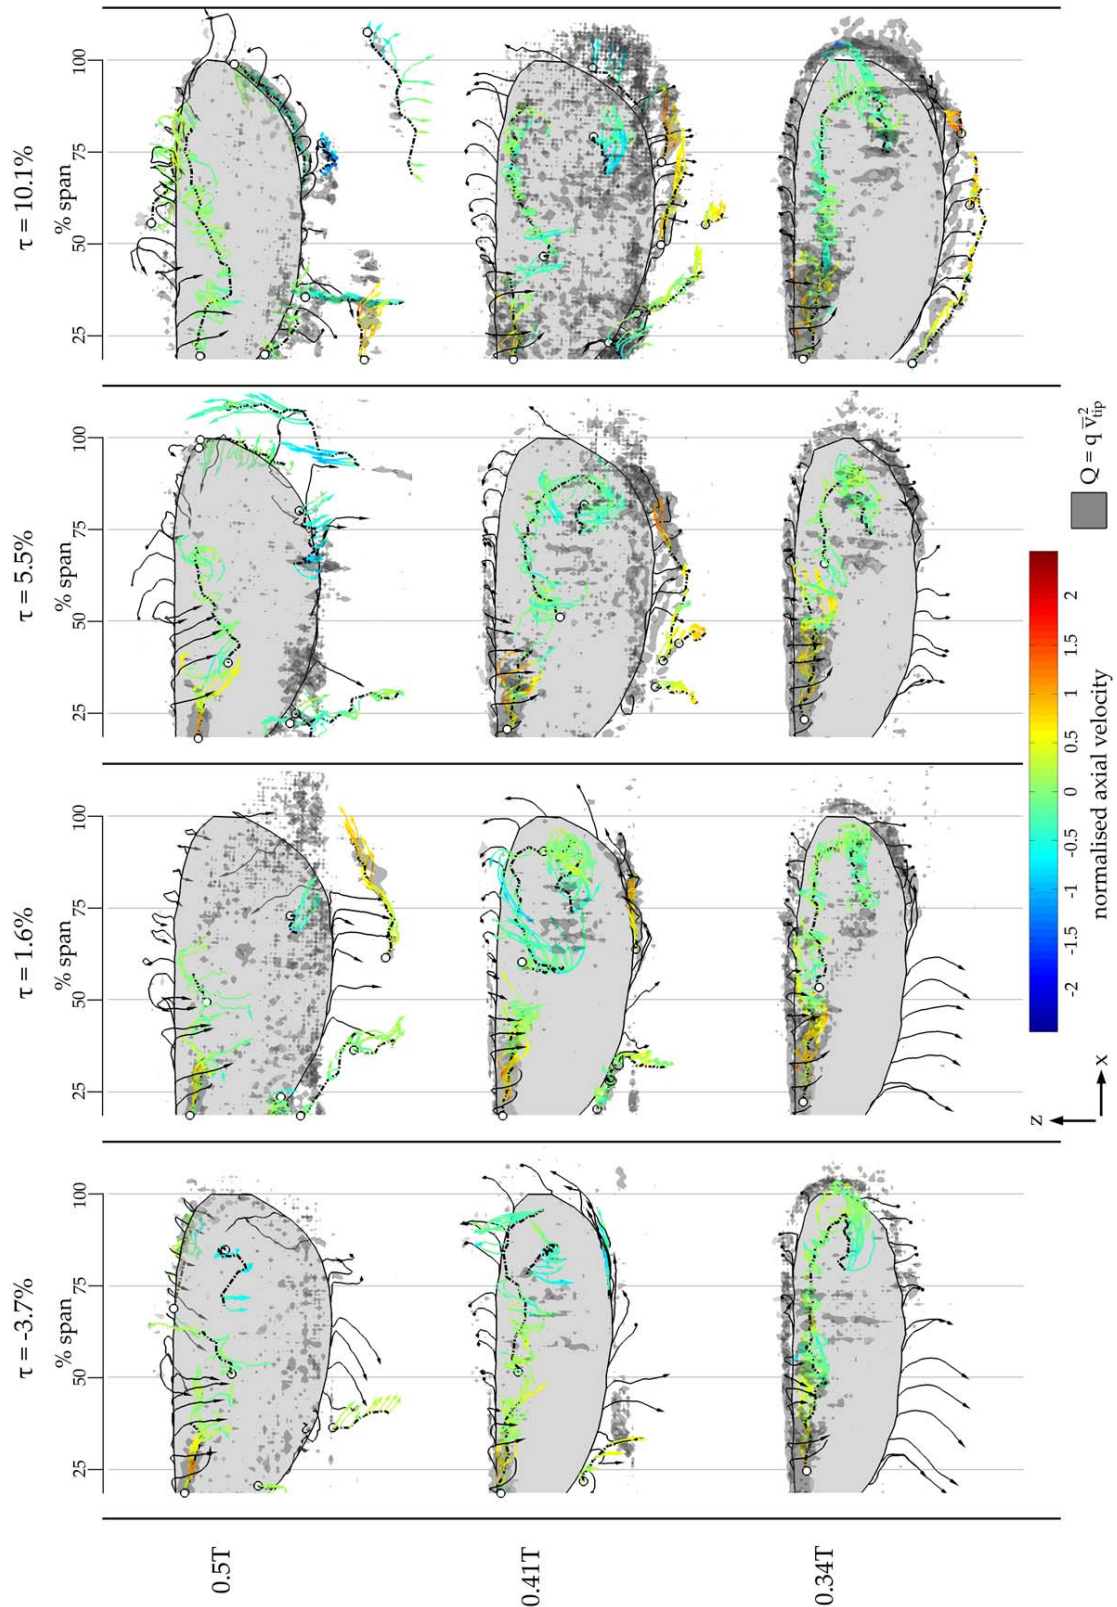 τ = -3.7%
τ = 1.6%
τ = 5.5%
τ = 10.1%
% span
% span
% span
% span
25 50 75 100
25 50 75 100
25 50 75 100
25 50 75 100
0.5T
0.41T
0.34T
z
x
-2 -1.5 -1 -0.5 0 0.5 1 1.5 2
normalised axial velocity
Q = q v̅²tip